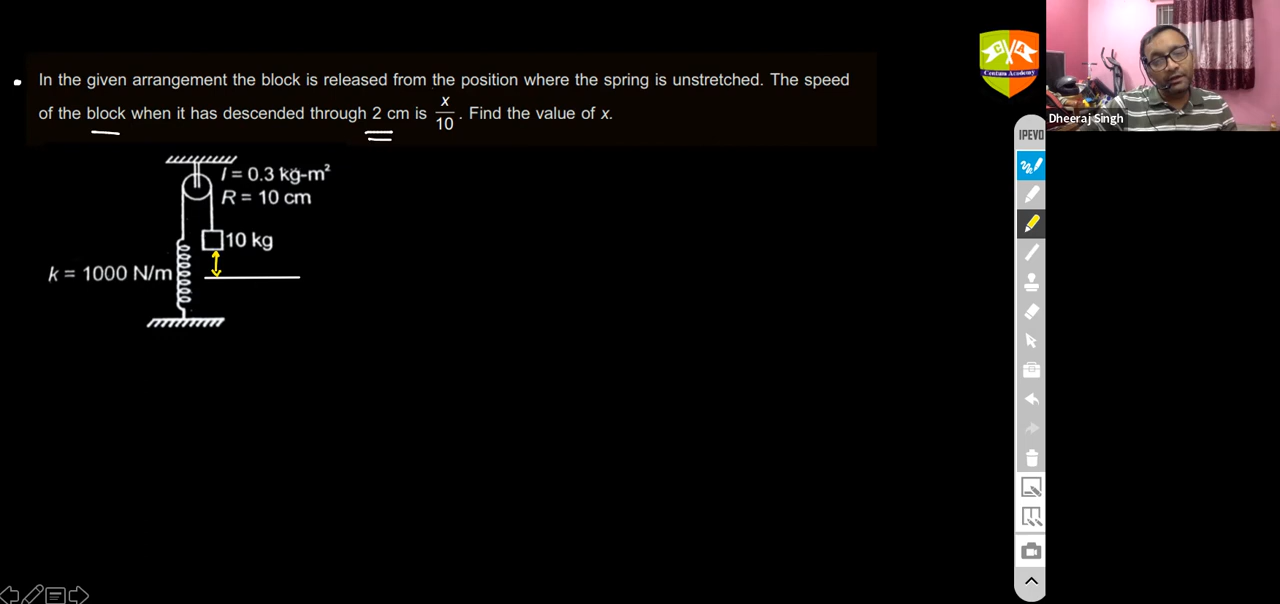 In the given arrangement the block is released from the position where the spring is unstretched. The speed
of the block when it has descended through 2 cm is x/10. Find the value of x.
I = 0.3 kg-m²
R = 10 cm
10 kg
k = 1000 N/m
Centum Academy
Dheeraj Singh
IPEVO